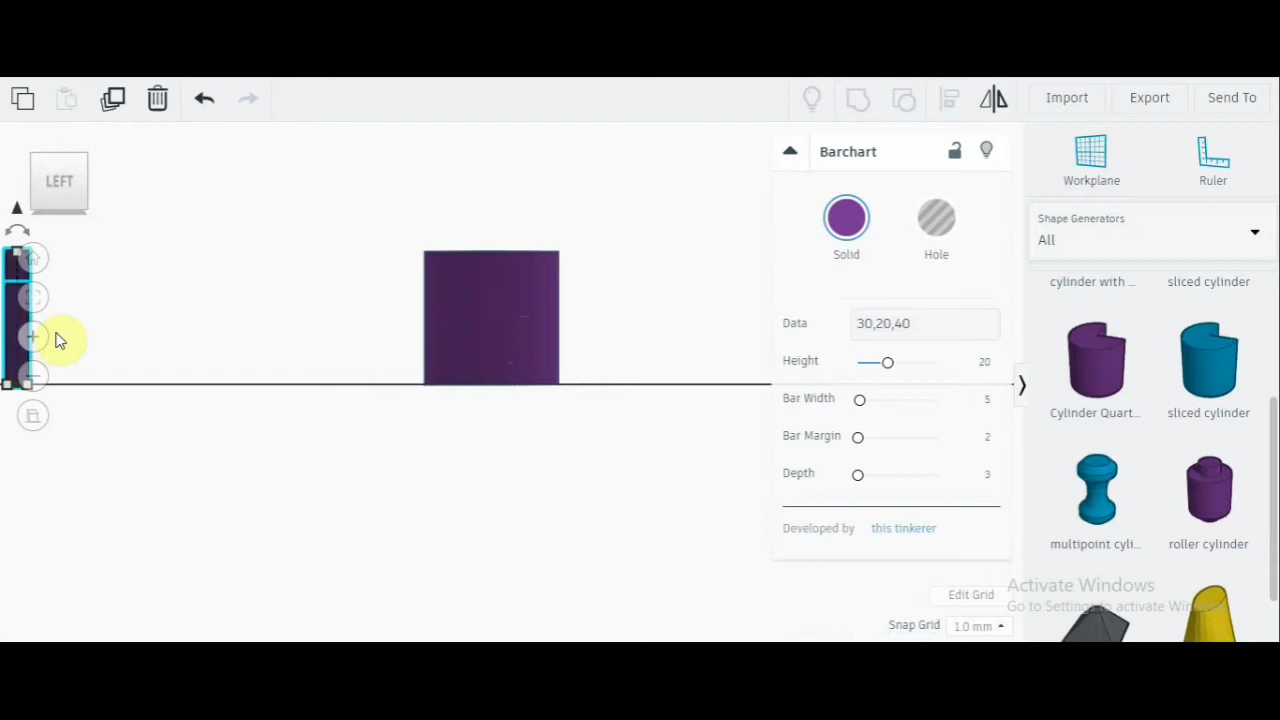 Import Export Send To
LEFT
Barchart
Workplane Ruler
Shape Generators
All
Solid Hole
cylinder with ... sliced cylinder
Data 30,20,40
Height 20
Bar Width 5
Bar Margin 2
Depth 3
Cylinder Quart... sliced cylinder
Developed by this tinkerer
multipoint cyli... roller cylinder
Edit Grid
Activate Windows
Go to Settings to activate Windows
Snap Grid 1.0 mm